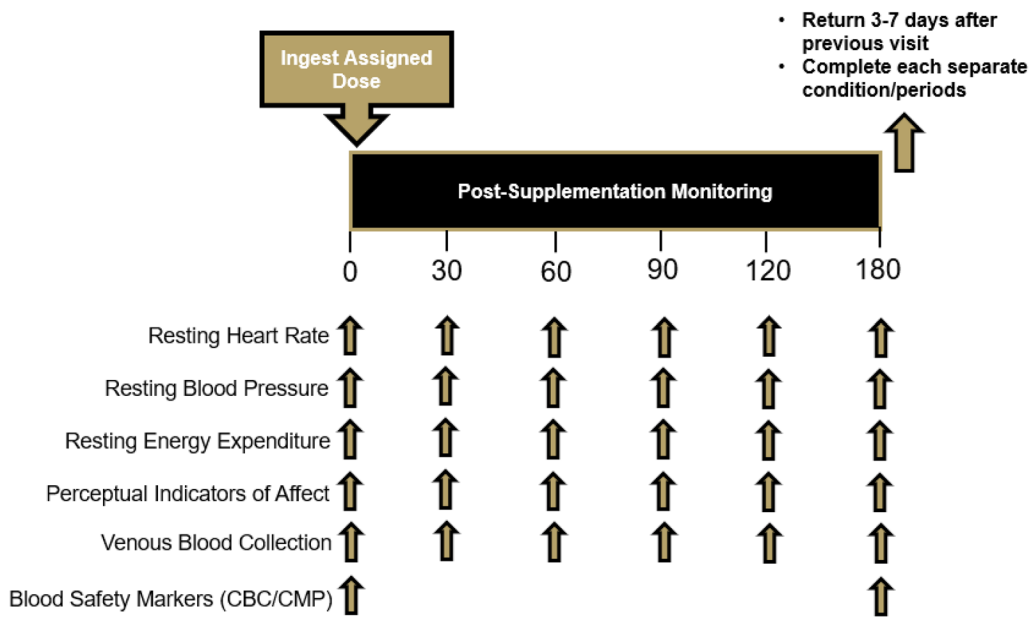 • Return 3-7 days after
previous visit
• Complete each separate
condition/periods
Ingest Assigned
Dose
Post-Supplementation Monitoring
0 30 60 90 120 180
Resting Heart Rate
Resting Blood Pressure
Resting Energy Expenditure
Perceptual Indicators of Affect
Venous Blood Collection
Blood Safety Markers (CBC/CMP)